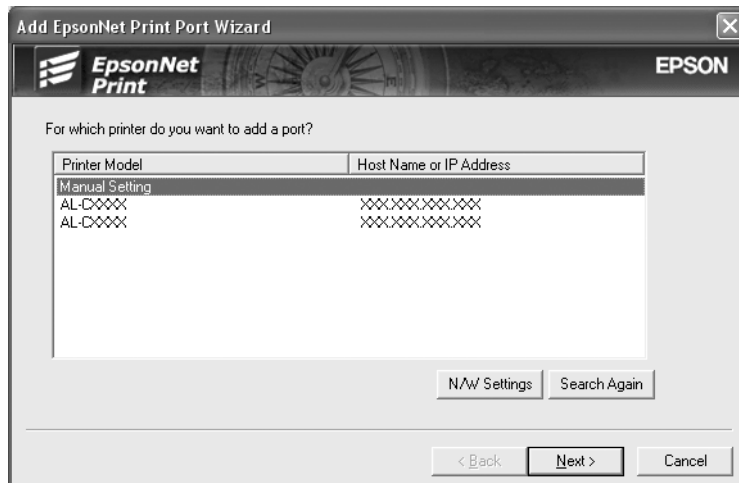 Add EpsonNet Print Port Wizard
EpsonNet
Print
EPSON
For which printer do you want to add a port?
Printer Model Host Name or IP Address
Manual Setting
AL-CXXXX XXX.XXX.XXX.XXX
AL-CXXXX XXX.XXX.XXX.XXX
N/W Settings Search Again
< Back Next > Cancel